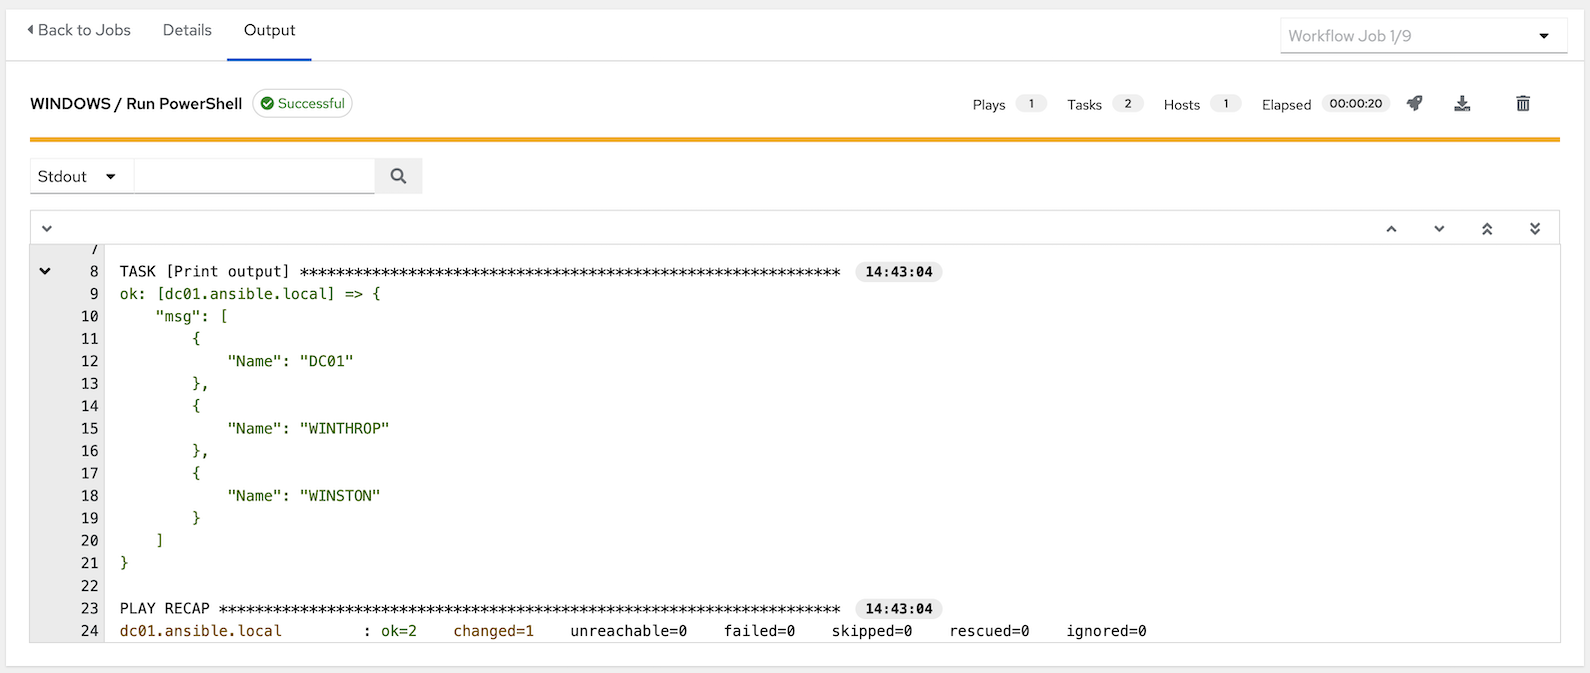 Back to Jobs Details Output Workflow Job 1/9
WINDOWS / Run PowerShell Successful Plays 1 Tasks 2 Hosts 1 Elapsed 00:00:20
Stdout
7
8 TASK [Print output] ************************************************************ 14:43:04
9 ok: [dc01.ansible.local] => {
10 "msg": [
11 {
12 "Name": "DC01"
13 },
14 {
15 "Name": "WINTHROP"
16 },
17 {
18 "Name": "WINSTON"
19 }
20 ]
21 }
22
23 PLAY RECAP ********************************************************************* 14:43:04
24 dc01.ansible.local : ok=2 changed=1 unreachable=0 failed=0 skipped=0 rescued=0 ignored=0